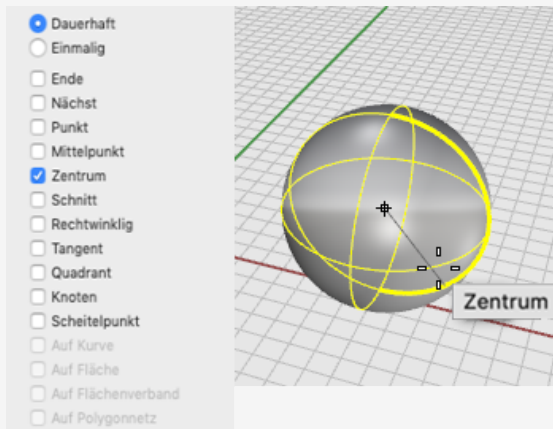 Dauerhaft
Einmalig
Ende
Nächst
Punkt
Mittelpunkt
Zentrum
Schnitt
Rechtwinklig
Tangent
Quadrant
Knoten
Scheitelpunkt
Auf Kurve
Auf Fläche
Auf Flächenverband
Auf Polygonnetz
Zentrum